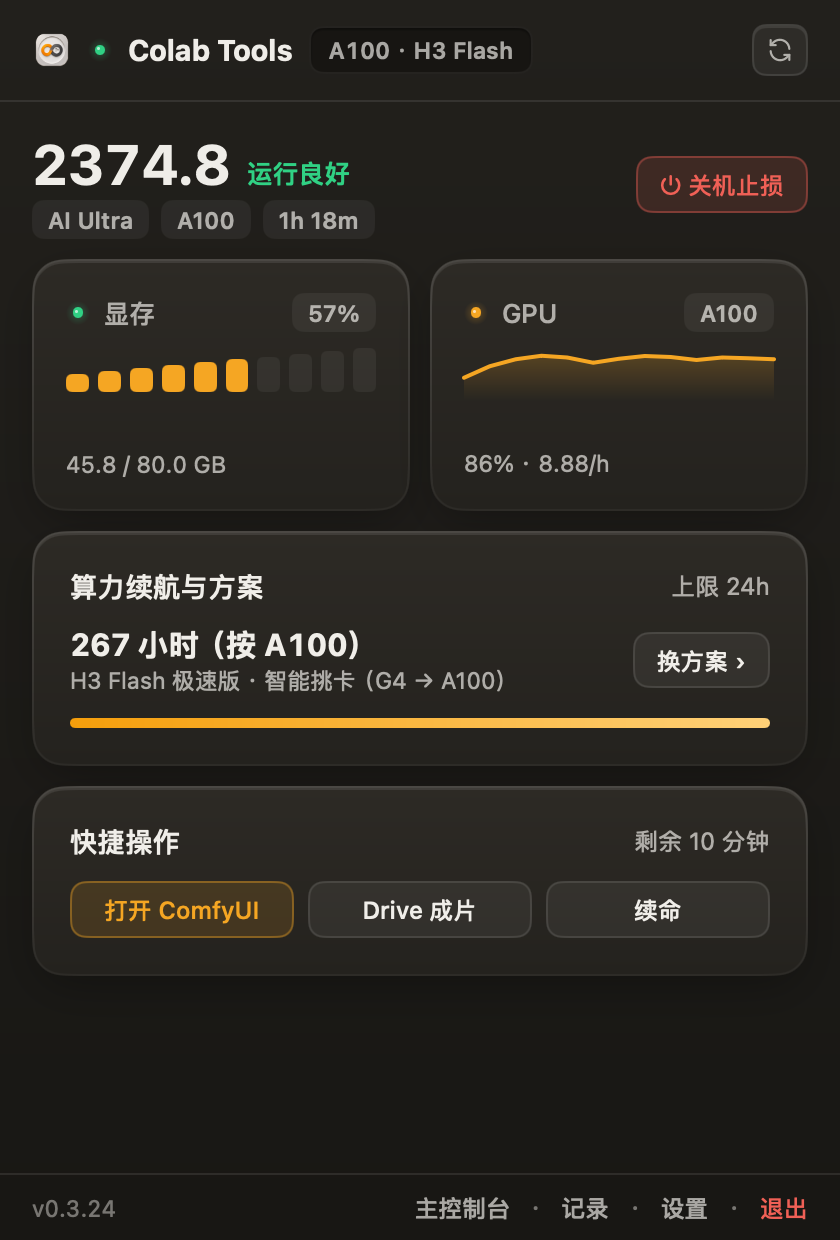 Colab Tools A100 · H3 Flash
2374.8 运行良好
关机止损
AI Ultra A100 1h 18m
显存 57%
45.8 / 80.0 GB
GPU A100
86% · 8.88/h
算力续航与方案 上限 24h
267 小时（按 A100）
H3 Flash 极速版 · 智能挑卡（G4 → A100）
换方案 ›
快捷操作 剩余 10 分钟
打开 ComfyUI Drive 成片 续命
v0.3.24 主控制台 · 记录 · 设置 · 退出